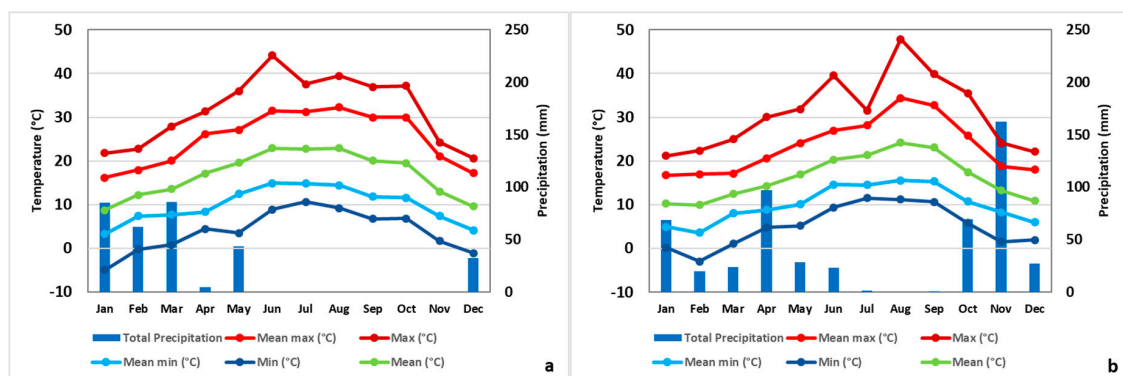 50
40
30
20
10
0
-10
Temperature (°C)
250
200
150
100
50
0
Precipitation (mm)
Jan Feb Mar Apr May Jun Jul Aug Sep Oct Nov Dec
Total Precipitation Mean max (°C) Max (°C)
Mean min (°C) Min (°C) Mean (°C)
a
50
40
30
20
10
0
-10
Temperature (°C)
250
200
150
100
50
0
Precipitation (mm)
Jan Feb Mar Apr May Jun Jul Aug Sep Oct Nov Dec
Total Precipitation Mean max (°C) Max (°C)
Mean min (°C) Min (°C) Mean (°C)
b